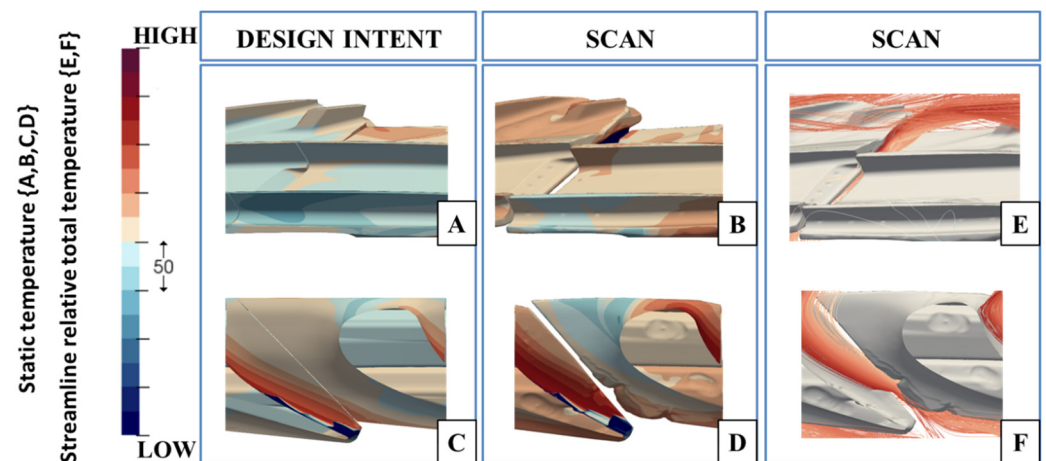 HIGH
DESIGN INTENT
SCAN
SCAN
Static temperature {A,B,C,D}
Streamline relative total temperature {E,F}
50
A
B
E
C
D
F
LOW